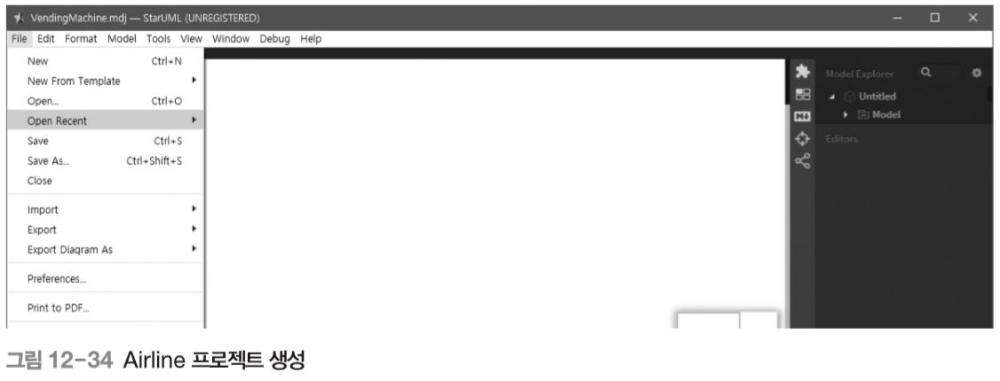 VendingMachine.mdj — StarUML (UNREGISTERED)
File Edit Format Model Tools View Window Debug Help
New Ctrl+N
New From Template
Open... Ctrl+O
Open Recent
Save Ctrl+S
Save As... Ctrl+Shift+S
Close
Import
Export
Export Diagram As
Preferences...
Print to PDF...
Model Explorer
Untitled
Model
Editors
그림 12-34 Airline 프로젝트 생성